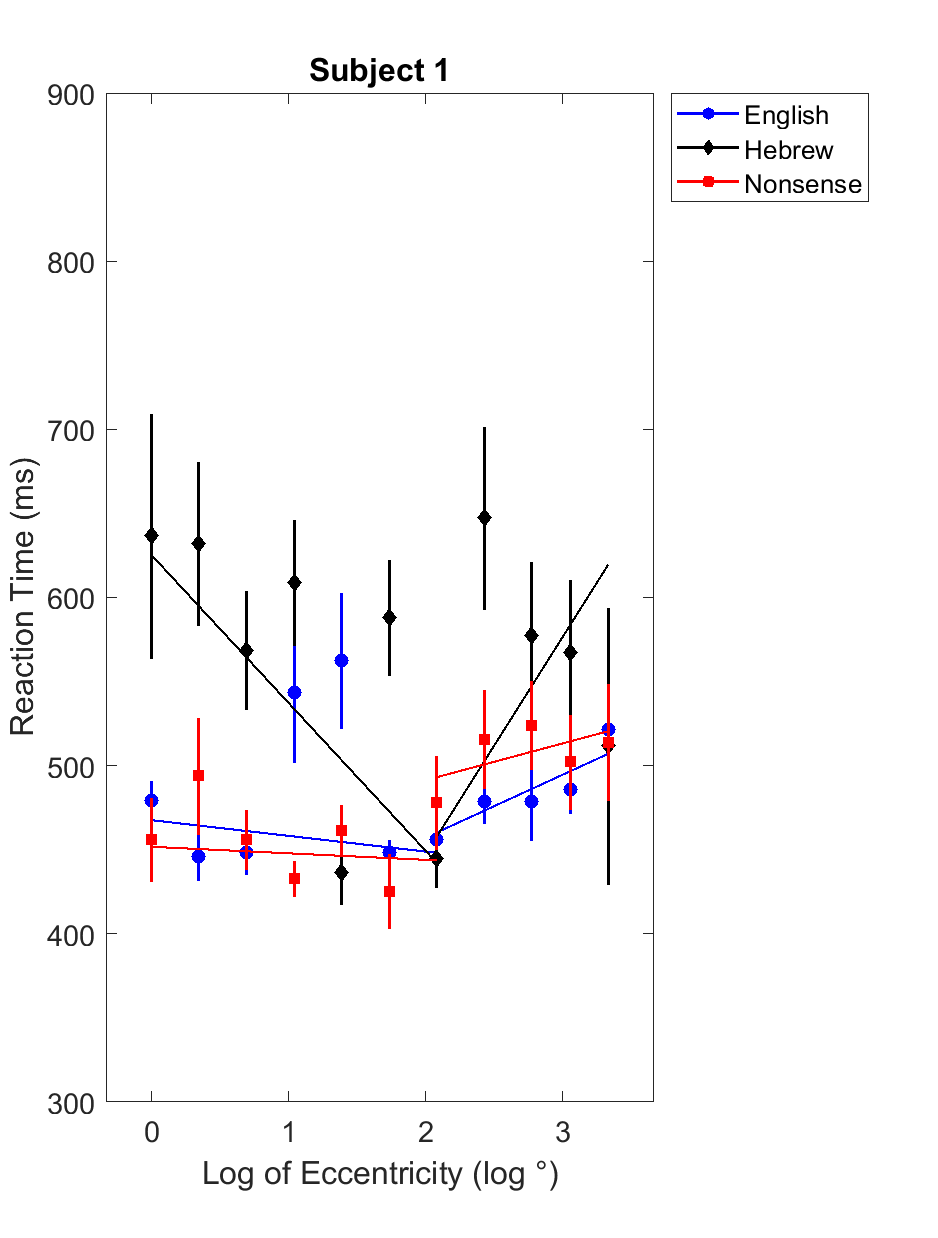 Subject 1
900
800
700
600
500
400
300
Reaction Time (ms)
0 1 2 3
Log of Eccentricity (log °)
English
Hebrew
Nonsense